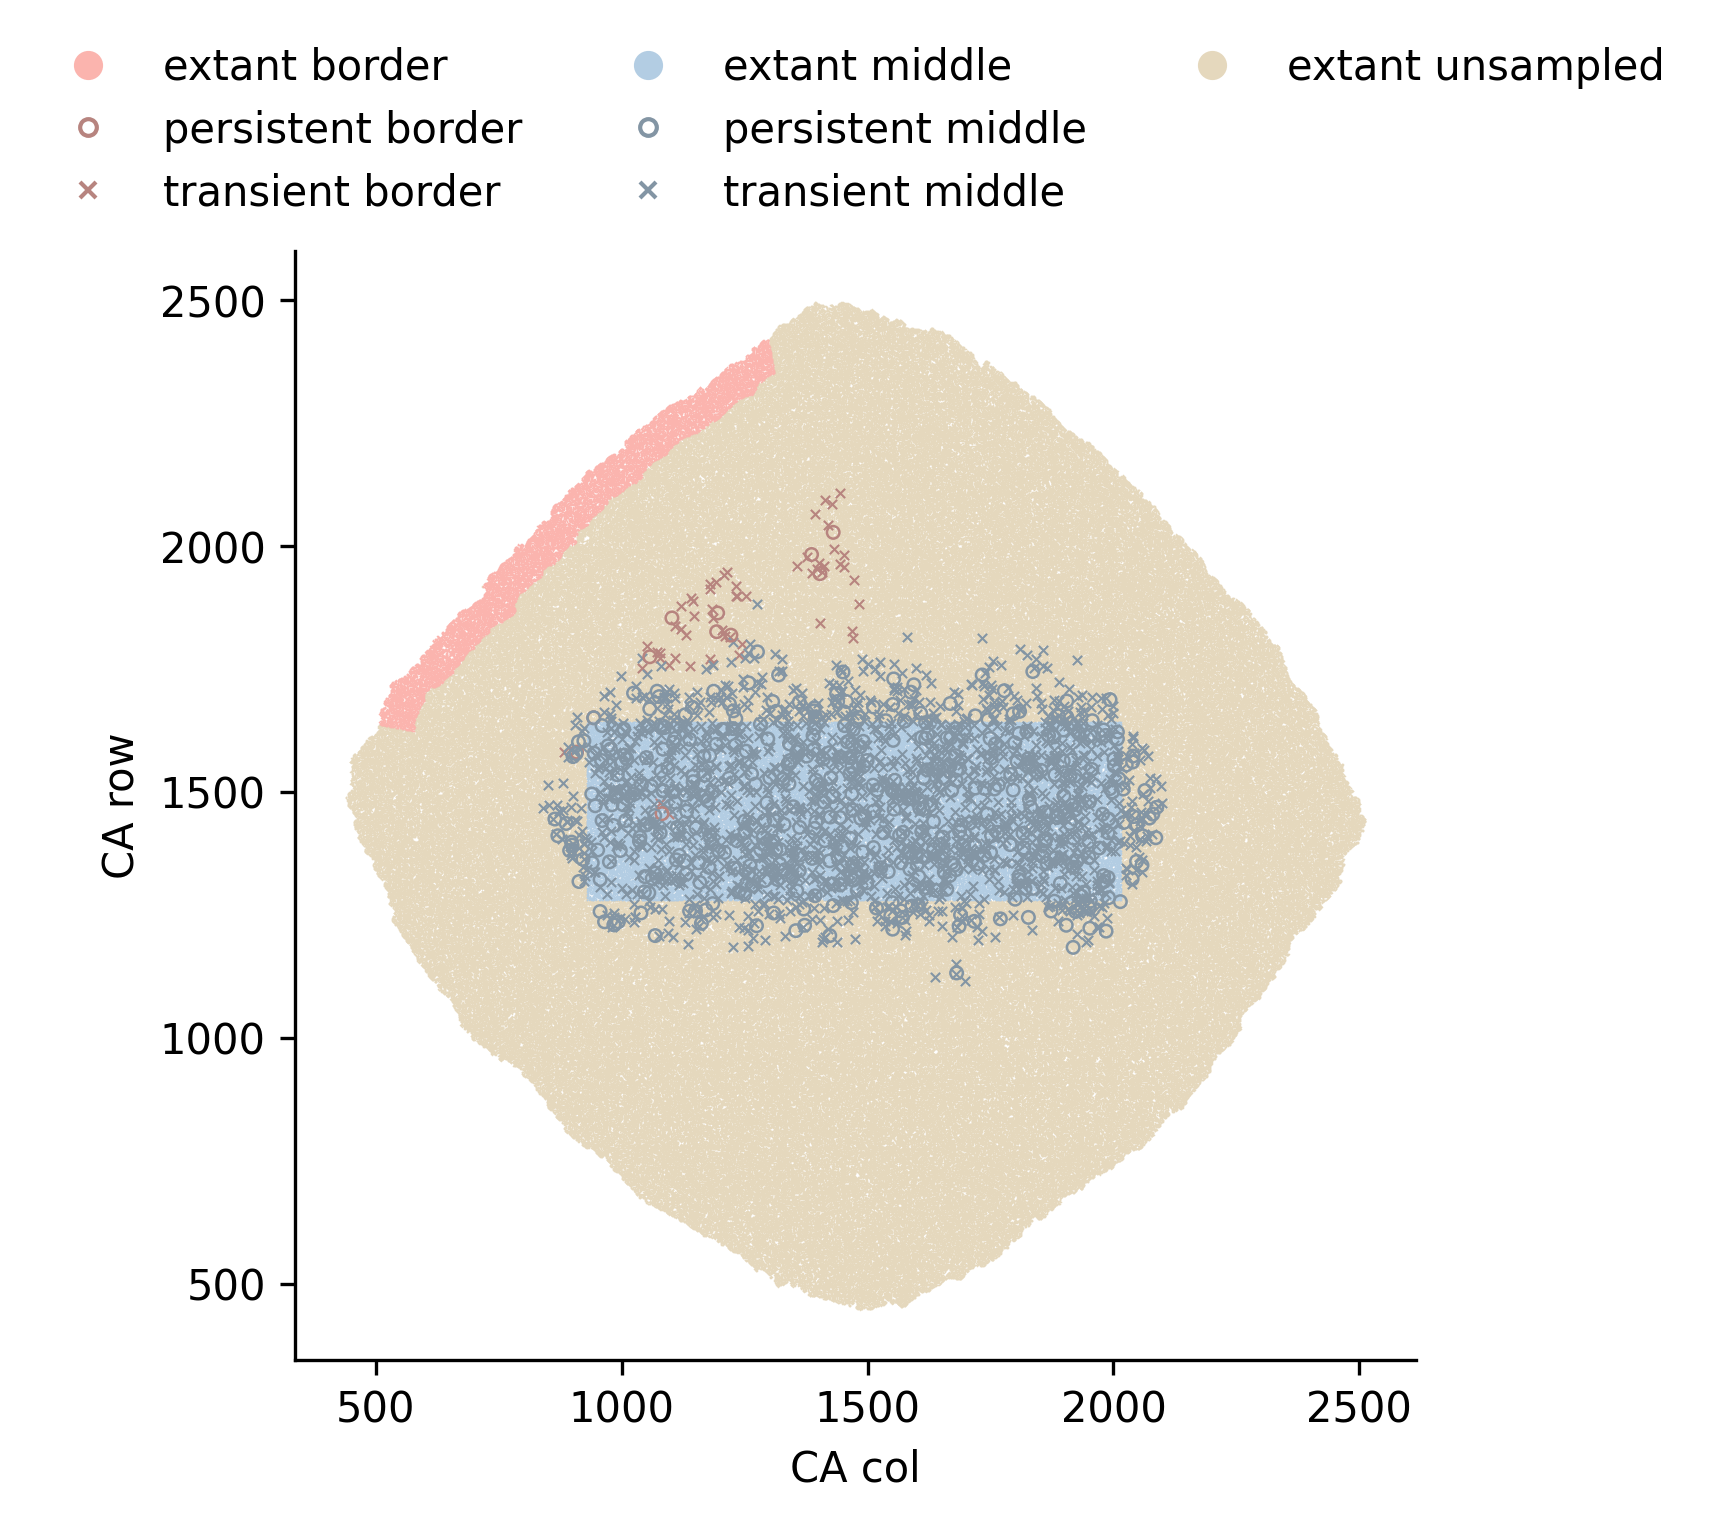 extant border
extant middle
extant unsampled
persistent border
persistent middle
transient border
transient middle
2500
2000
1500
1000
500
CA row
500
1000
1500
2000
2500
CA col